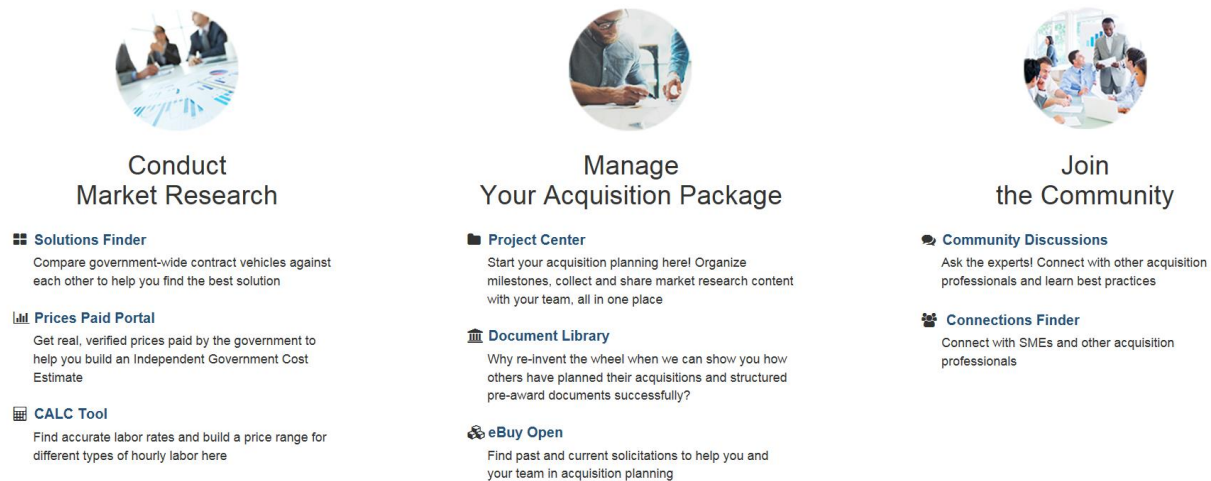 Conduct
Market Research
Solutions Finder
Compare government-wide contract vehicles against
each other to help you find the best solution
Prices Paid Portal
Get real, verified prices paid by the government to
help you build an Independent Government Cost
Estimate
CALC Tool
Find accurate labor rates and build a price range for
different types of hourly labor here
Manage
Your Acquisition Package
Project Center
Start your acquisition planning here! Organize
milestones, collect and share market research content
with your team, all in one place
Document Library
Why re-invent the wheel when we can show you how
others have planned their acquisitions and structured
pre-award documents successfully?
eBuy Open
Find past and current solicitations to help you and
your team in acquisition planning
Join
the Community
Community Discussions
Ask the experts! Connect with other acquisition
professionals and learn best practices
Connections Finder
Connect with SMEs and other acquisition
professionals